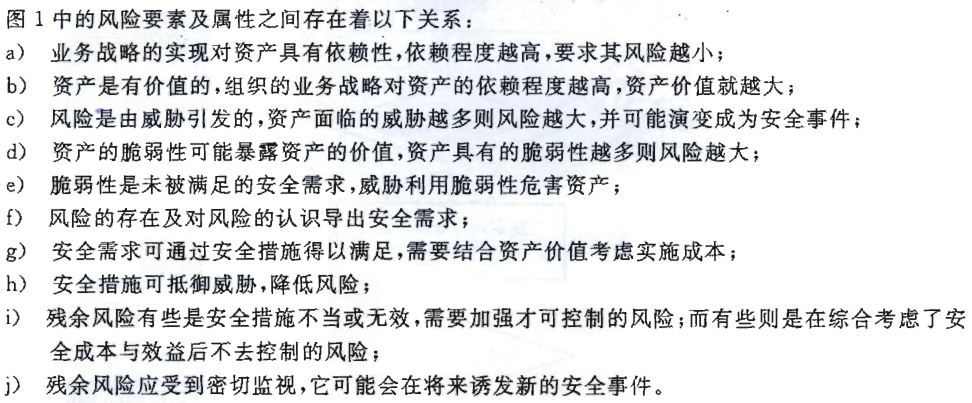 图 1 中的风险要素及属性之间存在着以下关系：
a） 业务战略的实现对资产具有依赖性，依赖程度越高，要求其风险越小；
b） 资产是有价值的，组织的业务战略对资产的依赖程度越高，资产价值就越大；
c） 风险是由威胁引发的，资产面临的威胁越多则风险越大，并可能演变成为安全事件；
d） 资产的脆弱性可能暴露资产的价值，资产具有的脆弱性越多则风险越大；
e） 脆弱性是未被满足的安全需求，威胁利用脆弱性危害资产；
f） 风险的存在及对风险的认识导出安全需求；
g） 安全需求可通过安全措施得以满足，需要结合资产价值考虑实施成本；
h） 安全措施可抵御威胁，降低风险；
i） 残余风险有些是安全措施不当或无效，需要加强才可控制的风险；而有些则是在综合考虑了安
全成本与效益后不去控制的风险；
j） 残余风险应受到密切监视，它可能会在将来诱发新的安全事件。